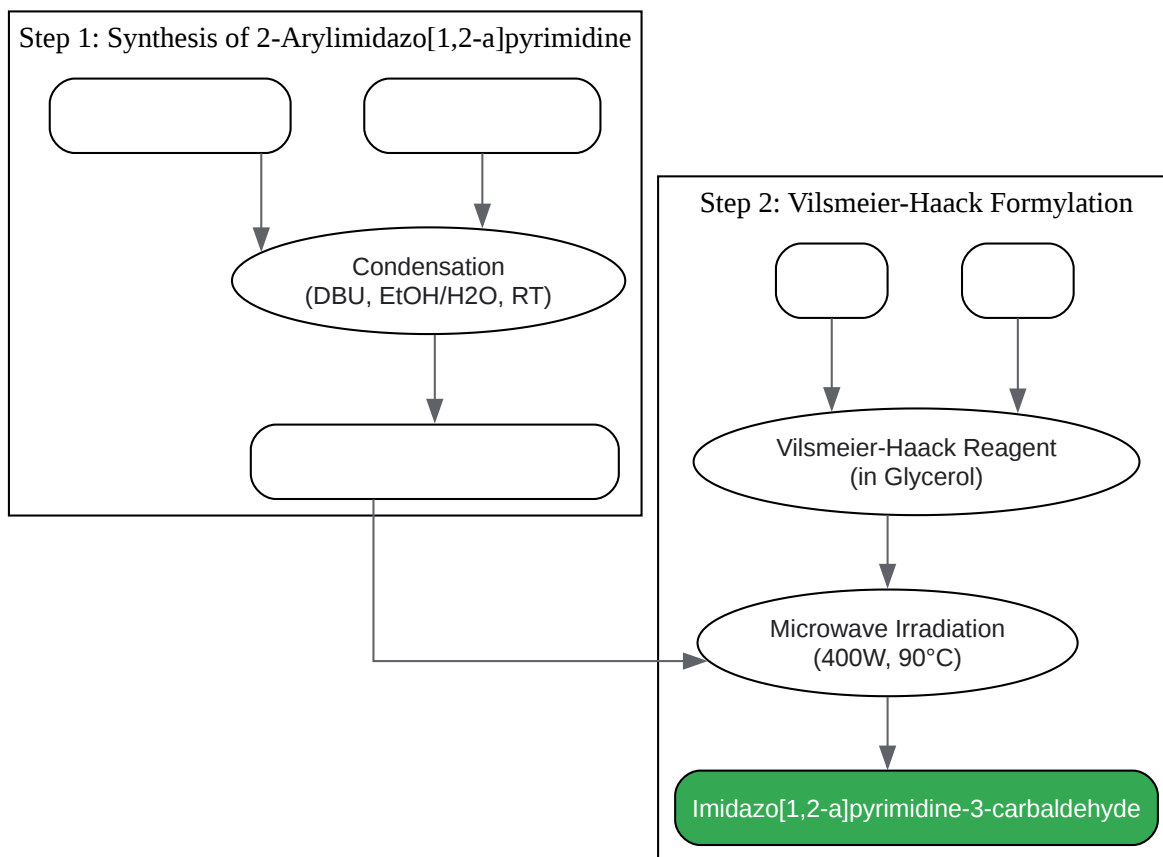 Step 1: Synthesis of 2-Arylimidazo[1,2-a]pyrimidine
Condensation
(DBU, EtOH/H2O, RT)
Step 2: Vilsmeier-Haack Formylation
Vilsmeier-Haack Reagent
(in Glycerol)
Microwave Irradiation
(400W, 90°C)
Imidazo[1,2-a]pyrimidine-3-carbaldehyde